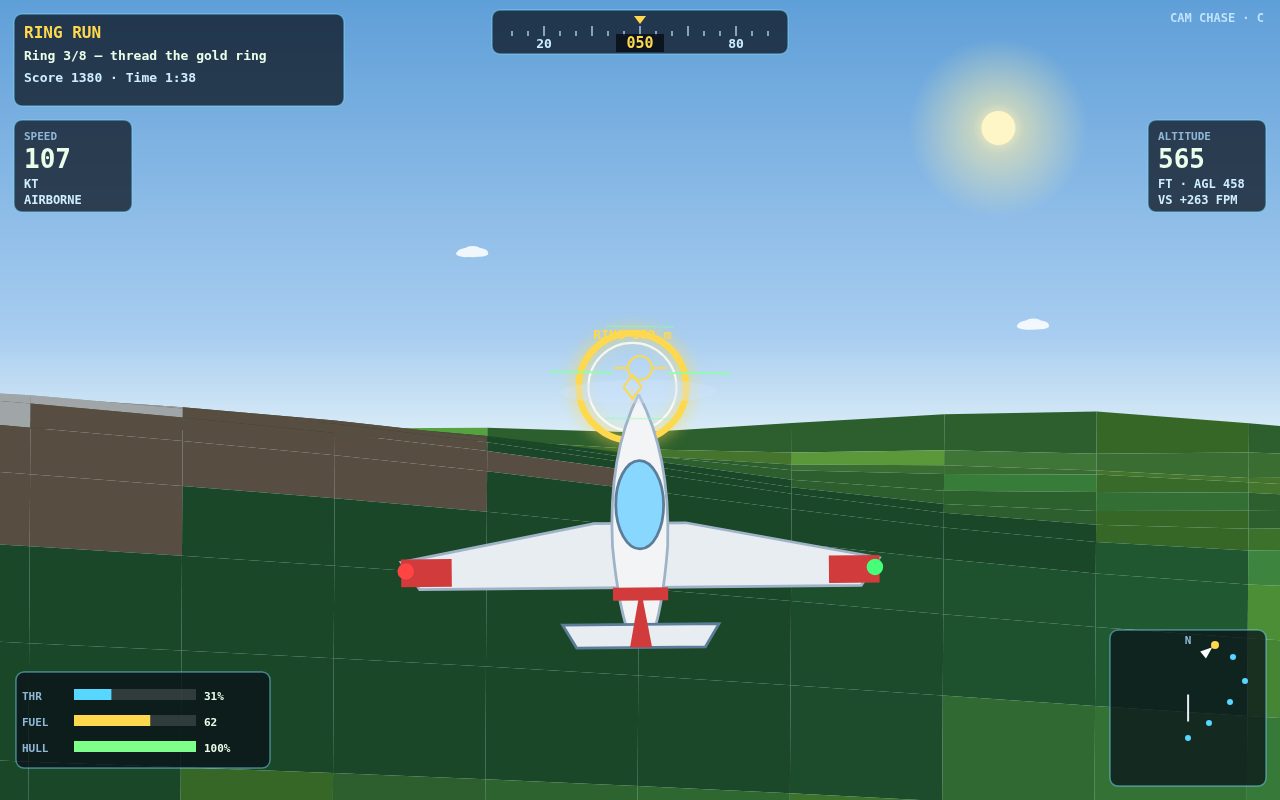 RING RUN
Ring 3/8 — thread the gold ring
Score 1380 · Time 1:38
20
050
80
CAM CHASE · C
SPEED
107
KT
AIRBORNE
ALTITUDE
565
FT · AGL 458
VS +263 FPM
THR
31%
FUEL
62
HULL
100%
N